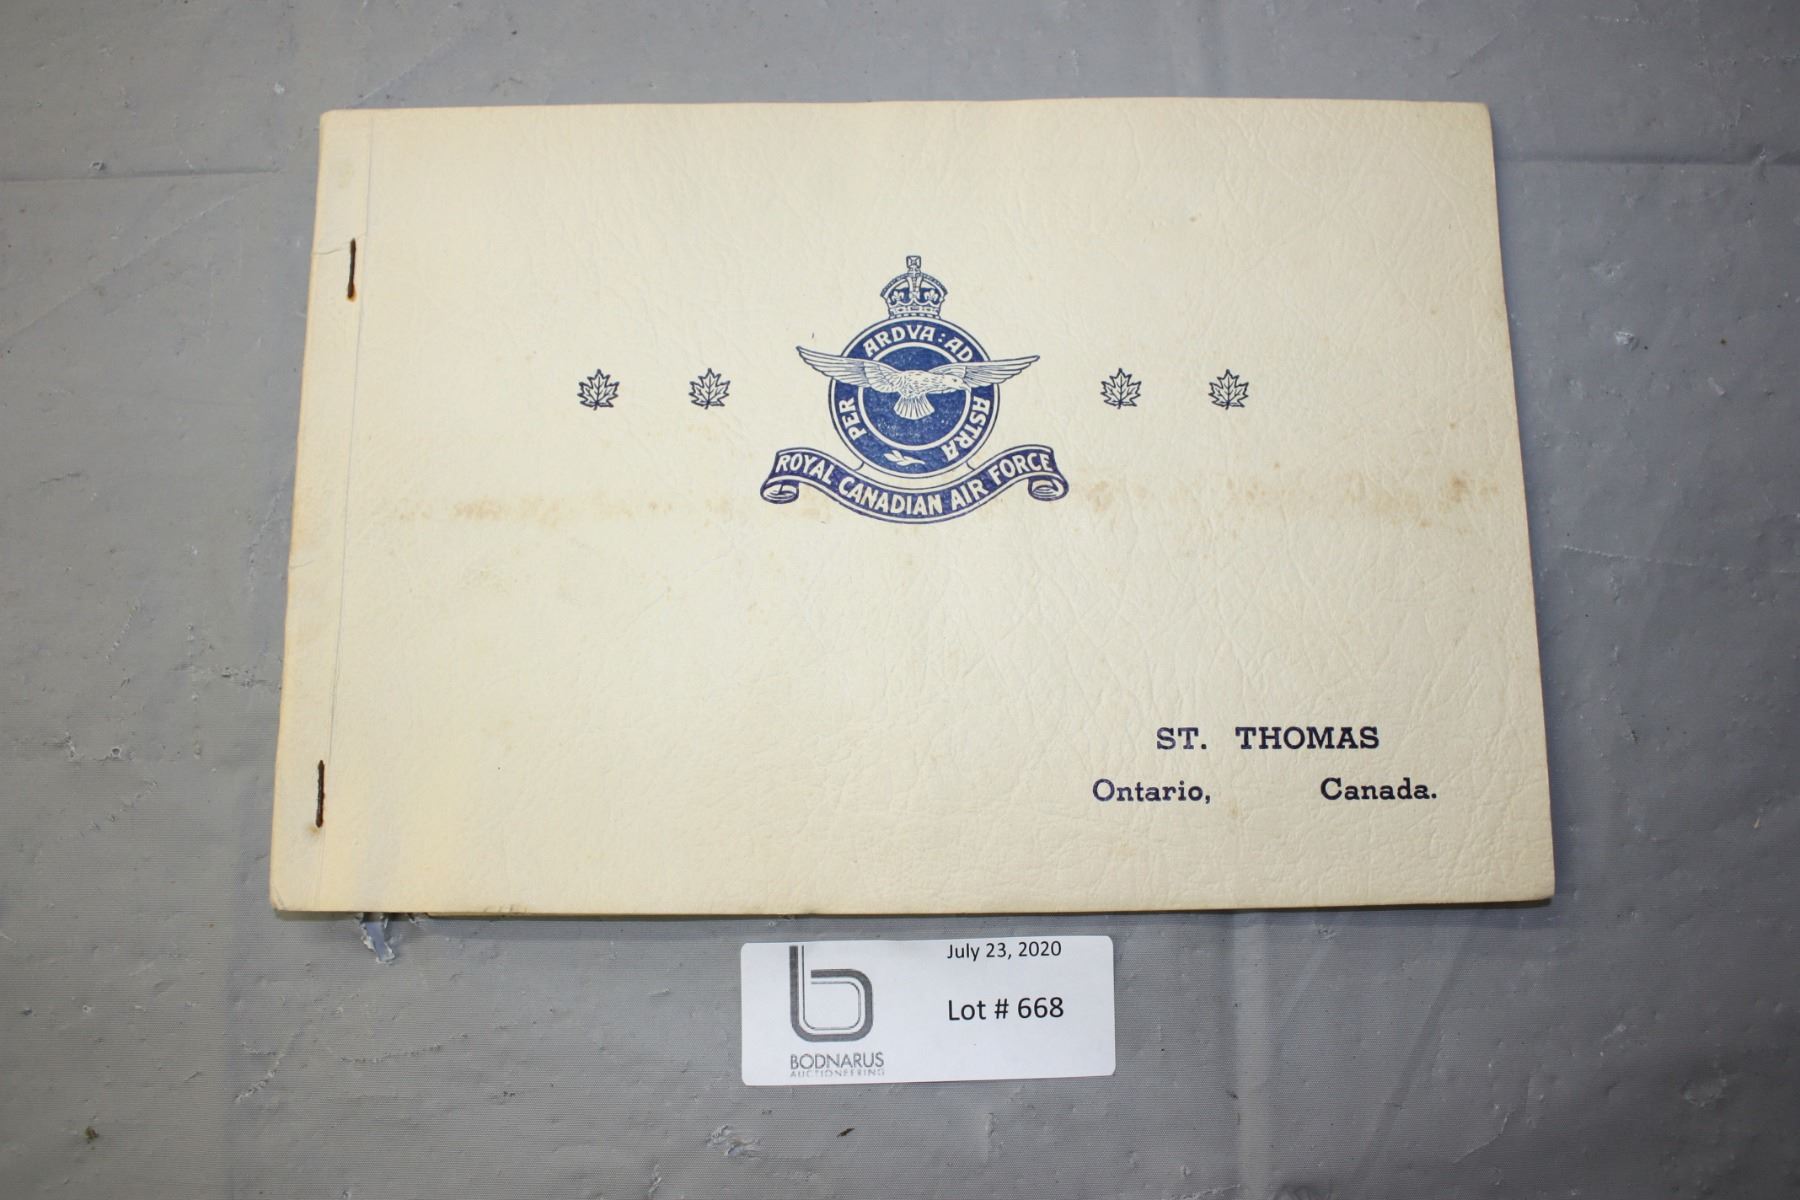 PER ARDVA : AD ASTRA
ROYAL CANADIAN AIR FORCE
ST. THOMAS
Ontario, Canada.
July 23, 2020
Lot # 668
b
BODNARUS
AUCTIONEERING